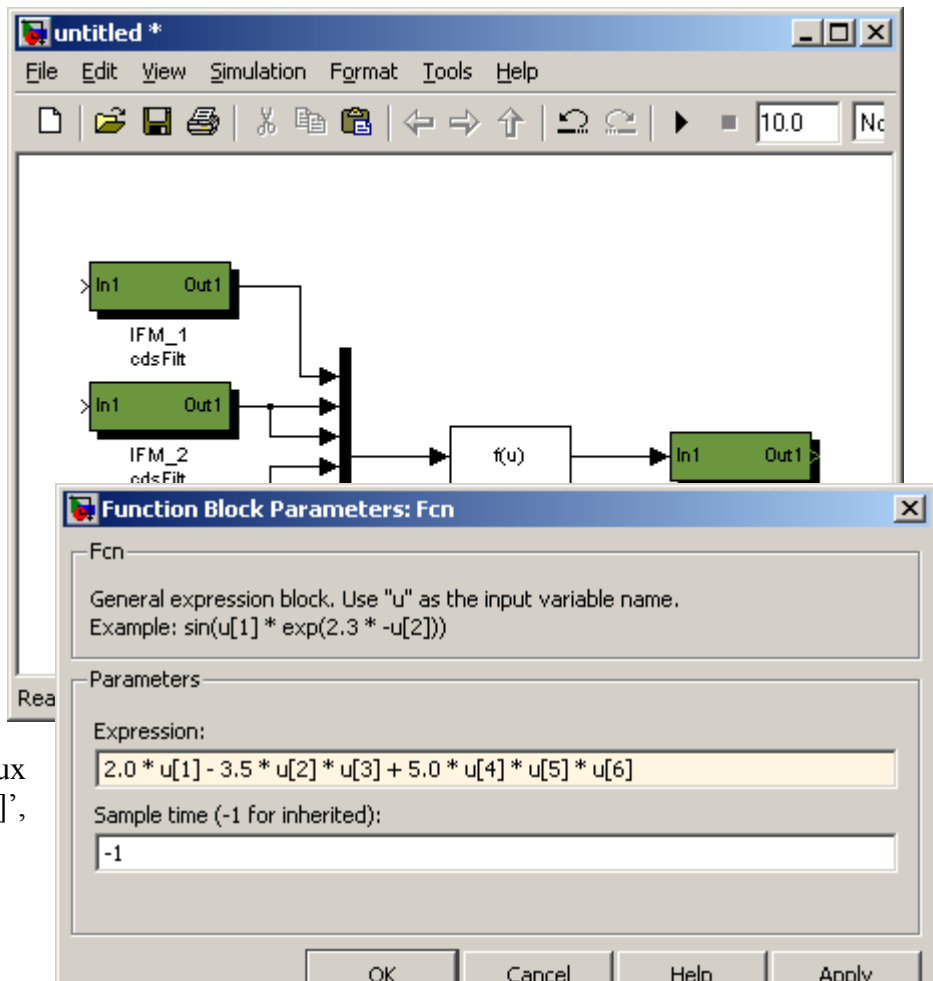 untitled *
File Edit View Simulation Format Tools Help
10.0
In1 Out1
IFM_1
cdsFilt
In1 Out1
IFM_2
cdsFilt
f(u)
In1 Out1
Function Block Parameters: Fcn
Fcn
General expression block. Use "u" as the input variable name.
Example: sin(u[1] * exp(2.3 * -u[2]))
Parameters
Expression:
2.0 * u[1] - 3.5 * u[2] * u[3] + 5.0 * u[4] * u[5] * u[6]
Sample time (-1 for inherited):
-1
OK Cancel Help Apply
ux
]’,